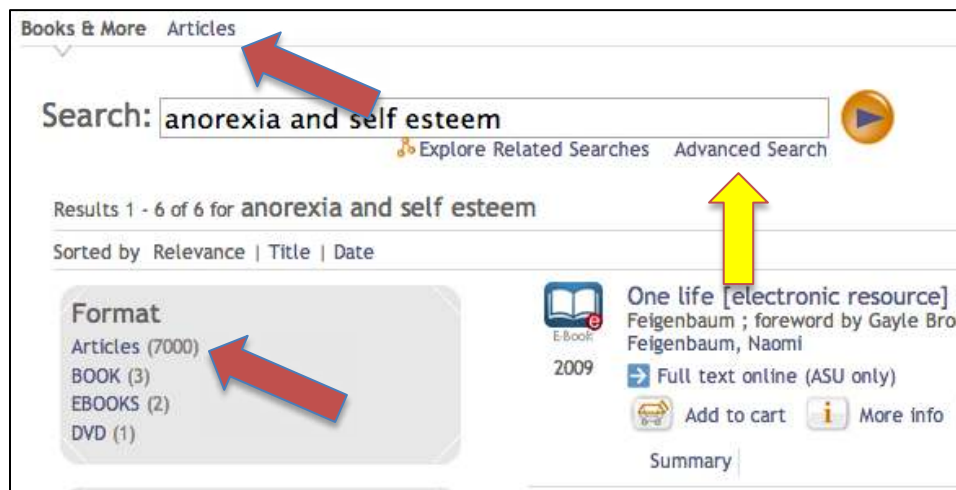 Books & More Articles
Search: anorexia and self esteem
Explore Related Searches Advanced Search
Results 1 - 6 of 6 for anorexia and self esteem
Sorted by Relevance | Title | Date
Format
Articles (7000)
BOOK (3)
EBOOKS (2)
DVD (1)
E-Book
2009
One life [electronic resource]
Feigenbaum ; foreword by Gayle Bro
Feigenbaum, Naomi
Full text online (ASU only)
Add to cart i More info
Summary